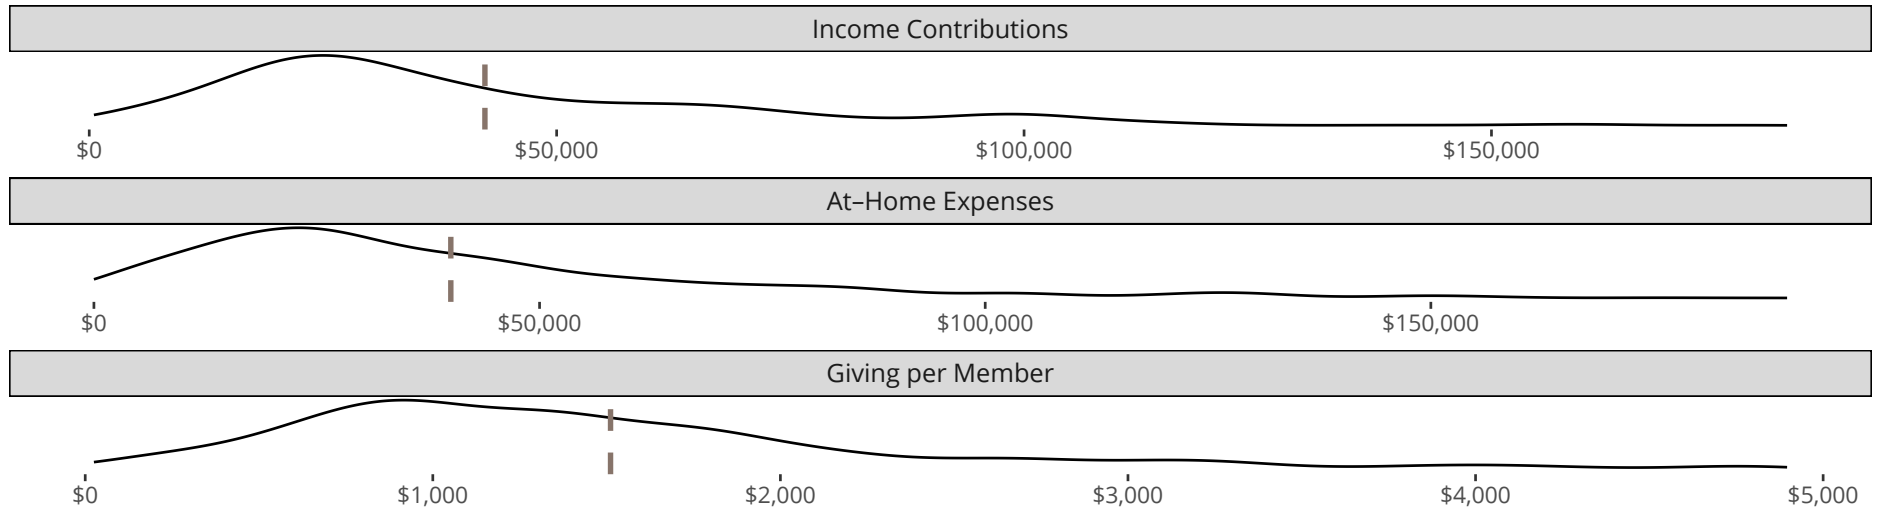 Income Contributions
$0 $50,000 $100,000 $150,000
At–Home Expenses
$0 $50,000 $100,000 $150,000
Giving per Member
$0 $1,000 $2,000 $3,000 $4,000 $5,000